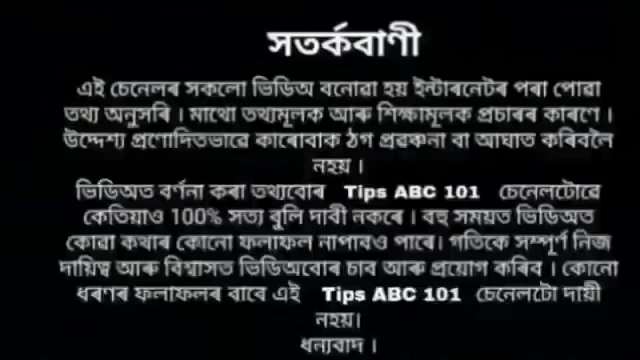 সতৰ্কবাণী
এই চেনেলৰ সকলো ভিডিঅ বনোৱা হয় ইন্টাৰনেটৰ পৰা পোৱা
তথ্য অনুসৰি । মাথো তথ্যমূলক আৰু শিক্ষামূলক প্ৰচাৰৰ কাৰণে ।
উদ্দেশ্য প্ৰণোদিতভাৱে কাৰোবাক ঠগ প্ৰৱঞ্চনা বা আঘাত কৰিবলৈ
নহয় ।
ভিডিঅত বৰ্ণনা কৰা তথ্যবোৰ Tips ABC 101 চেনেলটোৱে
কেতিয়াও 100% সত্য বুলি দাবী নকৰে । বহু সময়ত ভিডিঅত
কোৱা কথাৰ কোনো ফলাফল নাপাবও পাৰে। গতিকে সম্পূৰ্ণ নিজ
দায়িত্ব আৰু বিশ্বাসত ভিডিঅবোৰ চাব আৰু প্ৰয়োগ কৰিব । কোনো
ধৰণৰ ফলাফলৰ বাবে এই Tips ABC 101 চেনেলটো দায়ী
নহয়।
ধন্যবাদ ।